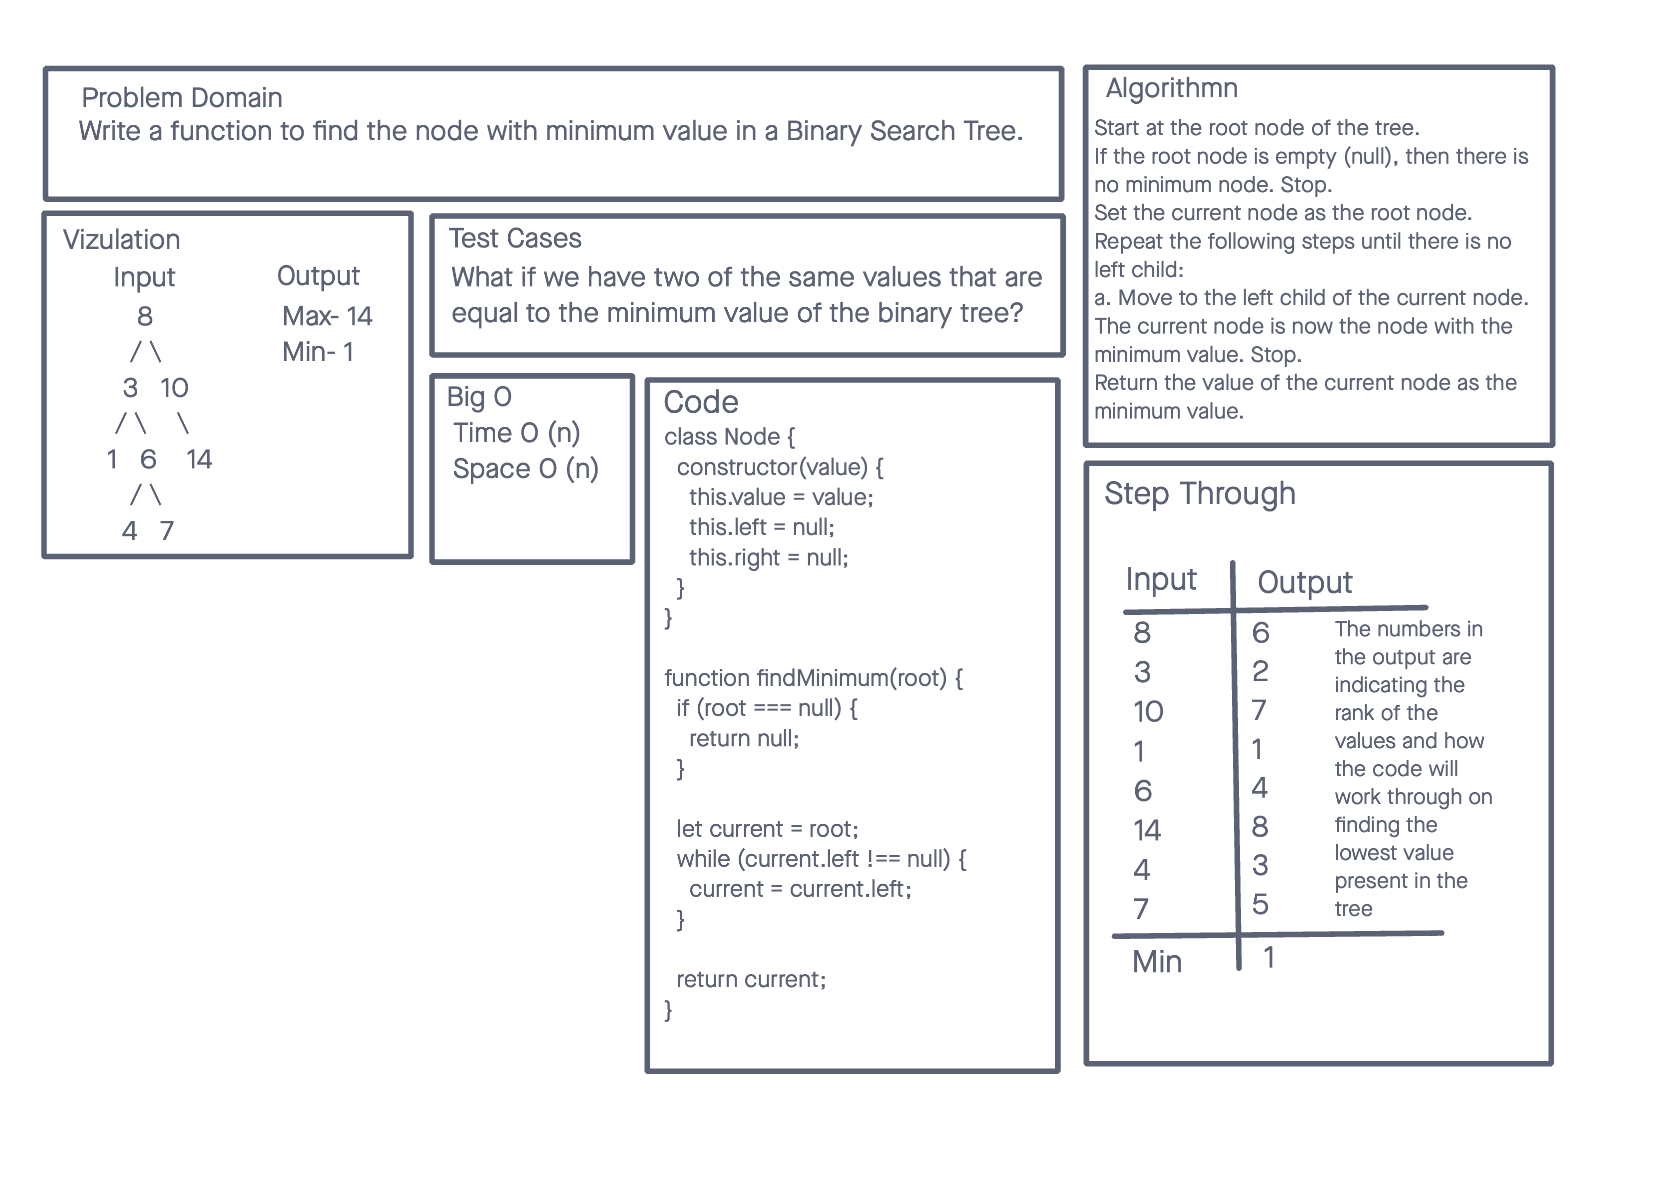 Problem Domain
Write a function to find the node with minimum value in a Binary Search Tree.
Vizulation
Input Output
8 Max- 14
/ \ Min- 1
3 10
/ \ \
1 6 14
/ \
4 7
Test Cases
What if we have two of the same values that are
equal to the minimum value of the binary tree?
Big O
Time O (n)
Space O (n)
Code
class Node {
constructor(value) {
this.value = value;
this.left = null;
this.right = null;
}
}
function findMinimum(root) {
if (root === null) {
return null;
}
let current = root;
while (current.left !== null) {
current = current.left;
}
return current;
}
Algorithmn
Start at the root node of the tree.
If the root node is empty (null), then there is
no minimum node. Stop.
Set the current node as the root node.
Repeat the following steps until there is no
left child:
a. Move to the left child of the current node.
The current node is now the node with the
minimum value. Stop.
Return the value of the current node as the
minimum value.
Step Through
Input Output
8 6
3 2
10 7
1 1
6 4
14 8
4 3
7 5
Min 1
The numbers in
the output are
indicating the
rank of the
values and how
the code will
work through on
finding the
lowest value
present in the
tree